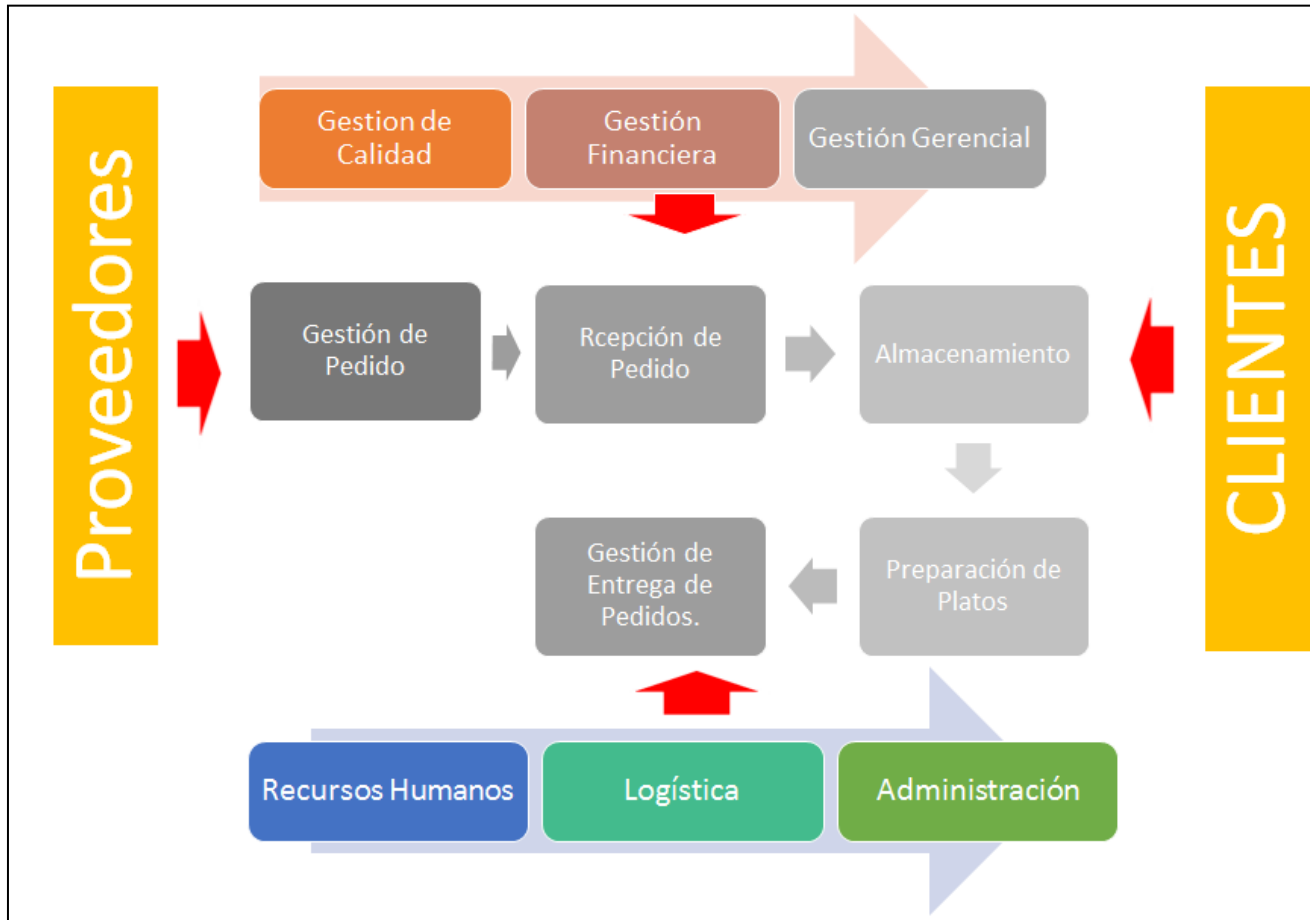 Proveedores
Gestion de
Calidad
Gestión
Financiera
Gestión Gerencial
CLIENTES
Gestión de
Pedido
Rcepción de
Pedido
Almacenamiento
Gestión de
Entrega de
Pedidos.
Preparación de
Platos
Recursos Humanos
Logística
Administración